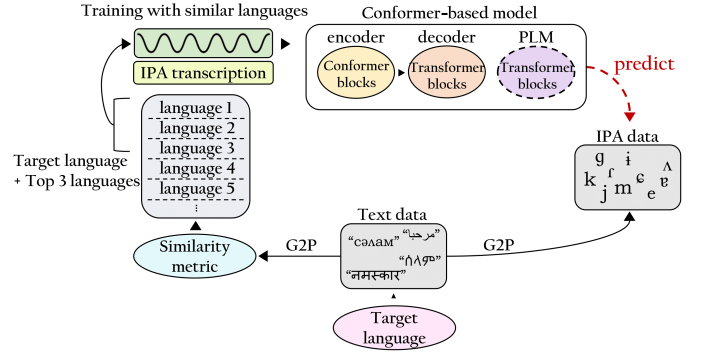 Training with similar languages
Conformer-based model
IPA transcription
encoder
decoder
PLM
Conformer
blocks
Transformer
blocks
Transformer
blocks
predict
language 1
language 2
language 3
language 4
language 5
⋮
Target language
+ Top 3 languages
IPA data
ɡ ɨ ʌ
k ɾ ɕ ɐ
j m e
Text data
“сәлам” “مرحبا”
“ሰላም”
“नमस्कार”
G2P
G2P
Similarity
metric
Target
language